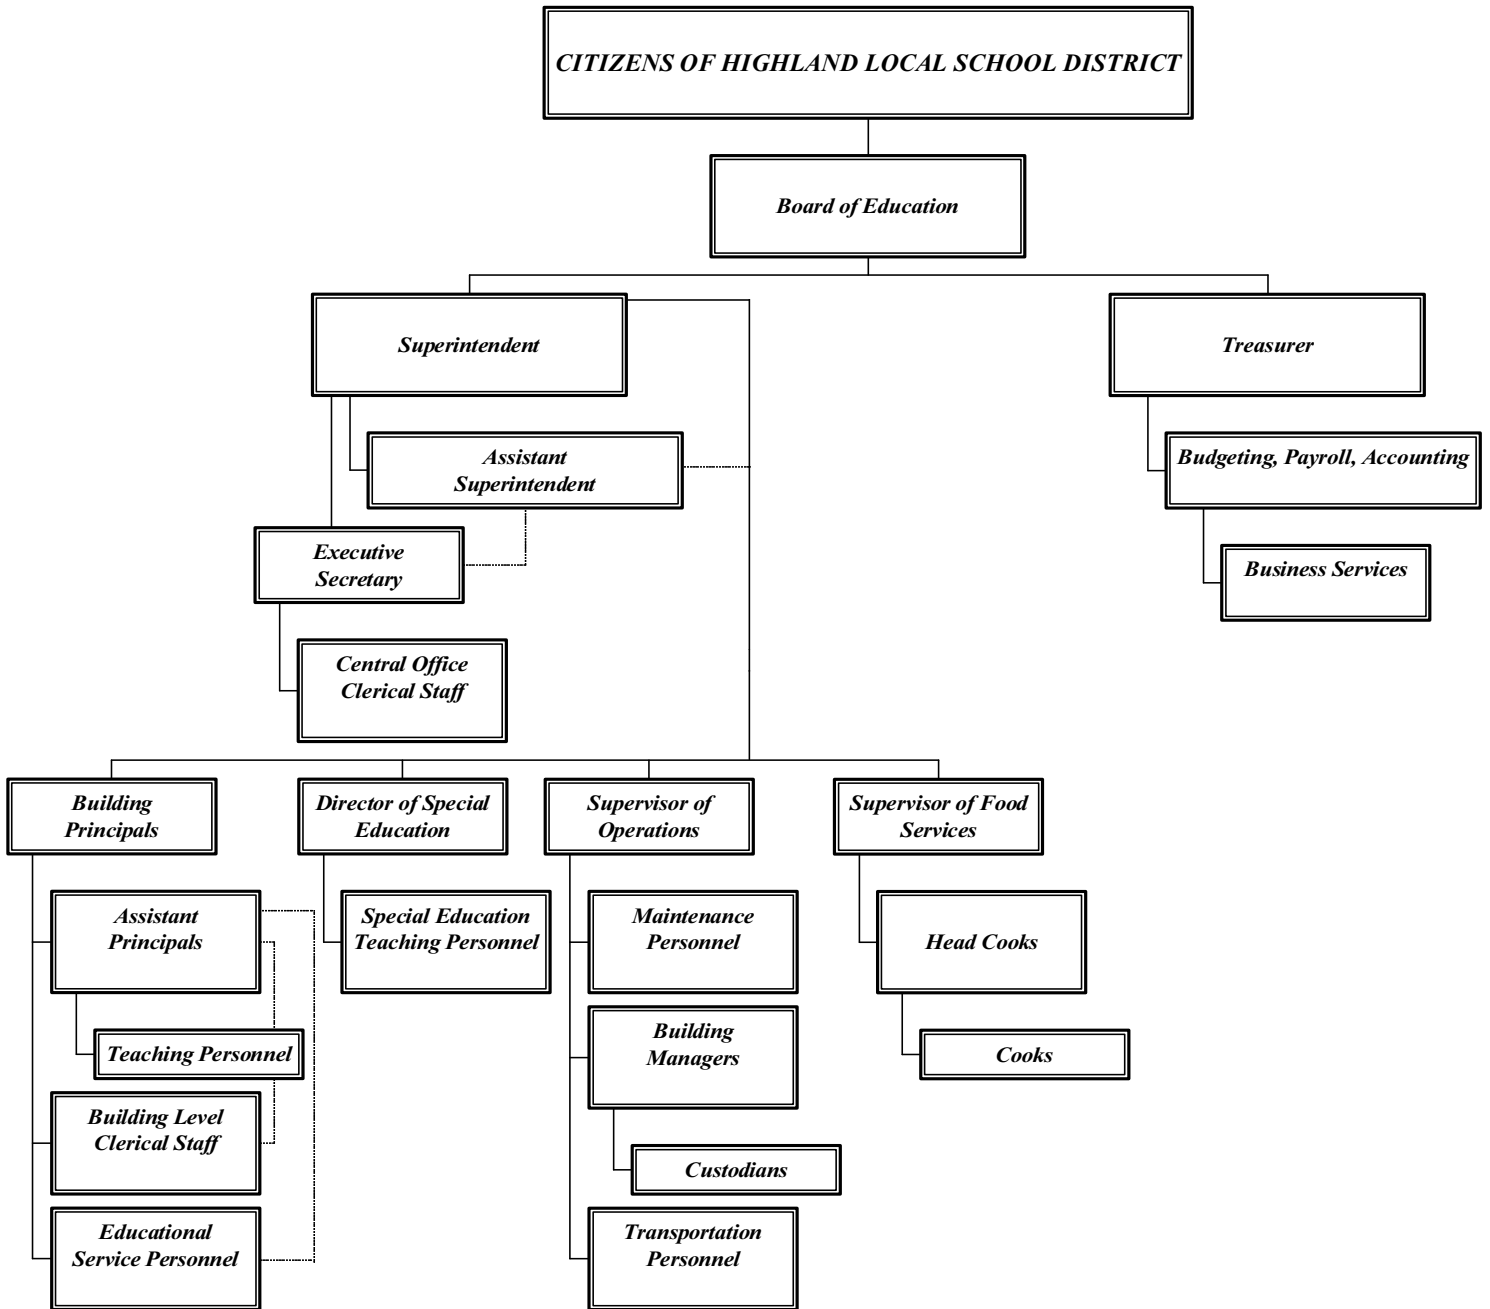 CITIZENS OF HIGHLAND LOCAL SCHOOL DISTRICT
Board of Education
Superintendent
Treasurer
Assistant
Superintendent
Budgeting, Payroll, Accounting
Executive
Secretary
Business Services
Central Office
Clerical Staff
Building
Principals
Director of Special
Education
Supervisor of
Operations
Supervisor of Food
Services
Assistant
Principals
Special Education
Teaching Personnel
Maintenance
Personnel
Head Cooks
Teaching Personnel
Building
Managers
Cooks
Building Level
Clerical Staff
Custodians
Educational
Service Personnel
Transportation
Personnel